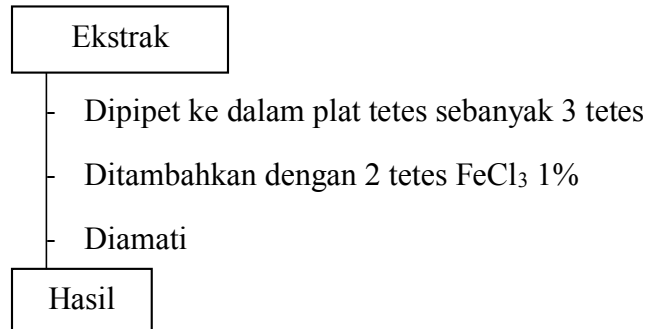 Ekstrak
- Dipipet ke dalam plat tetes sebanyak 3 tetes
- Ditambahkan dengan 2 tetes FeCl₃ 1%
- Diamati
Hasil